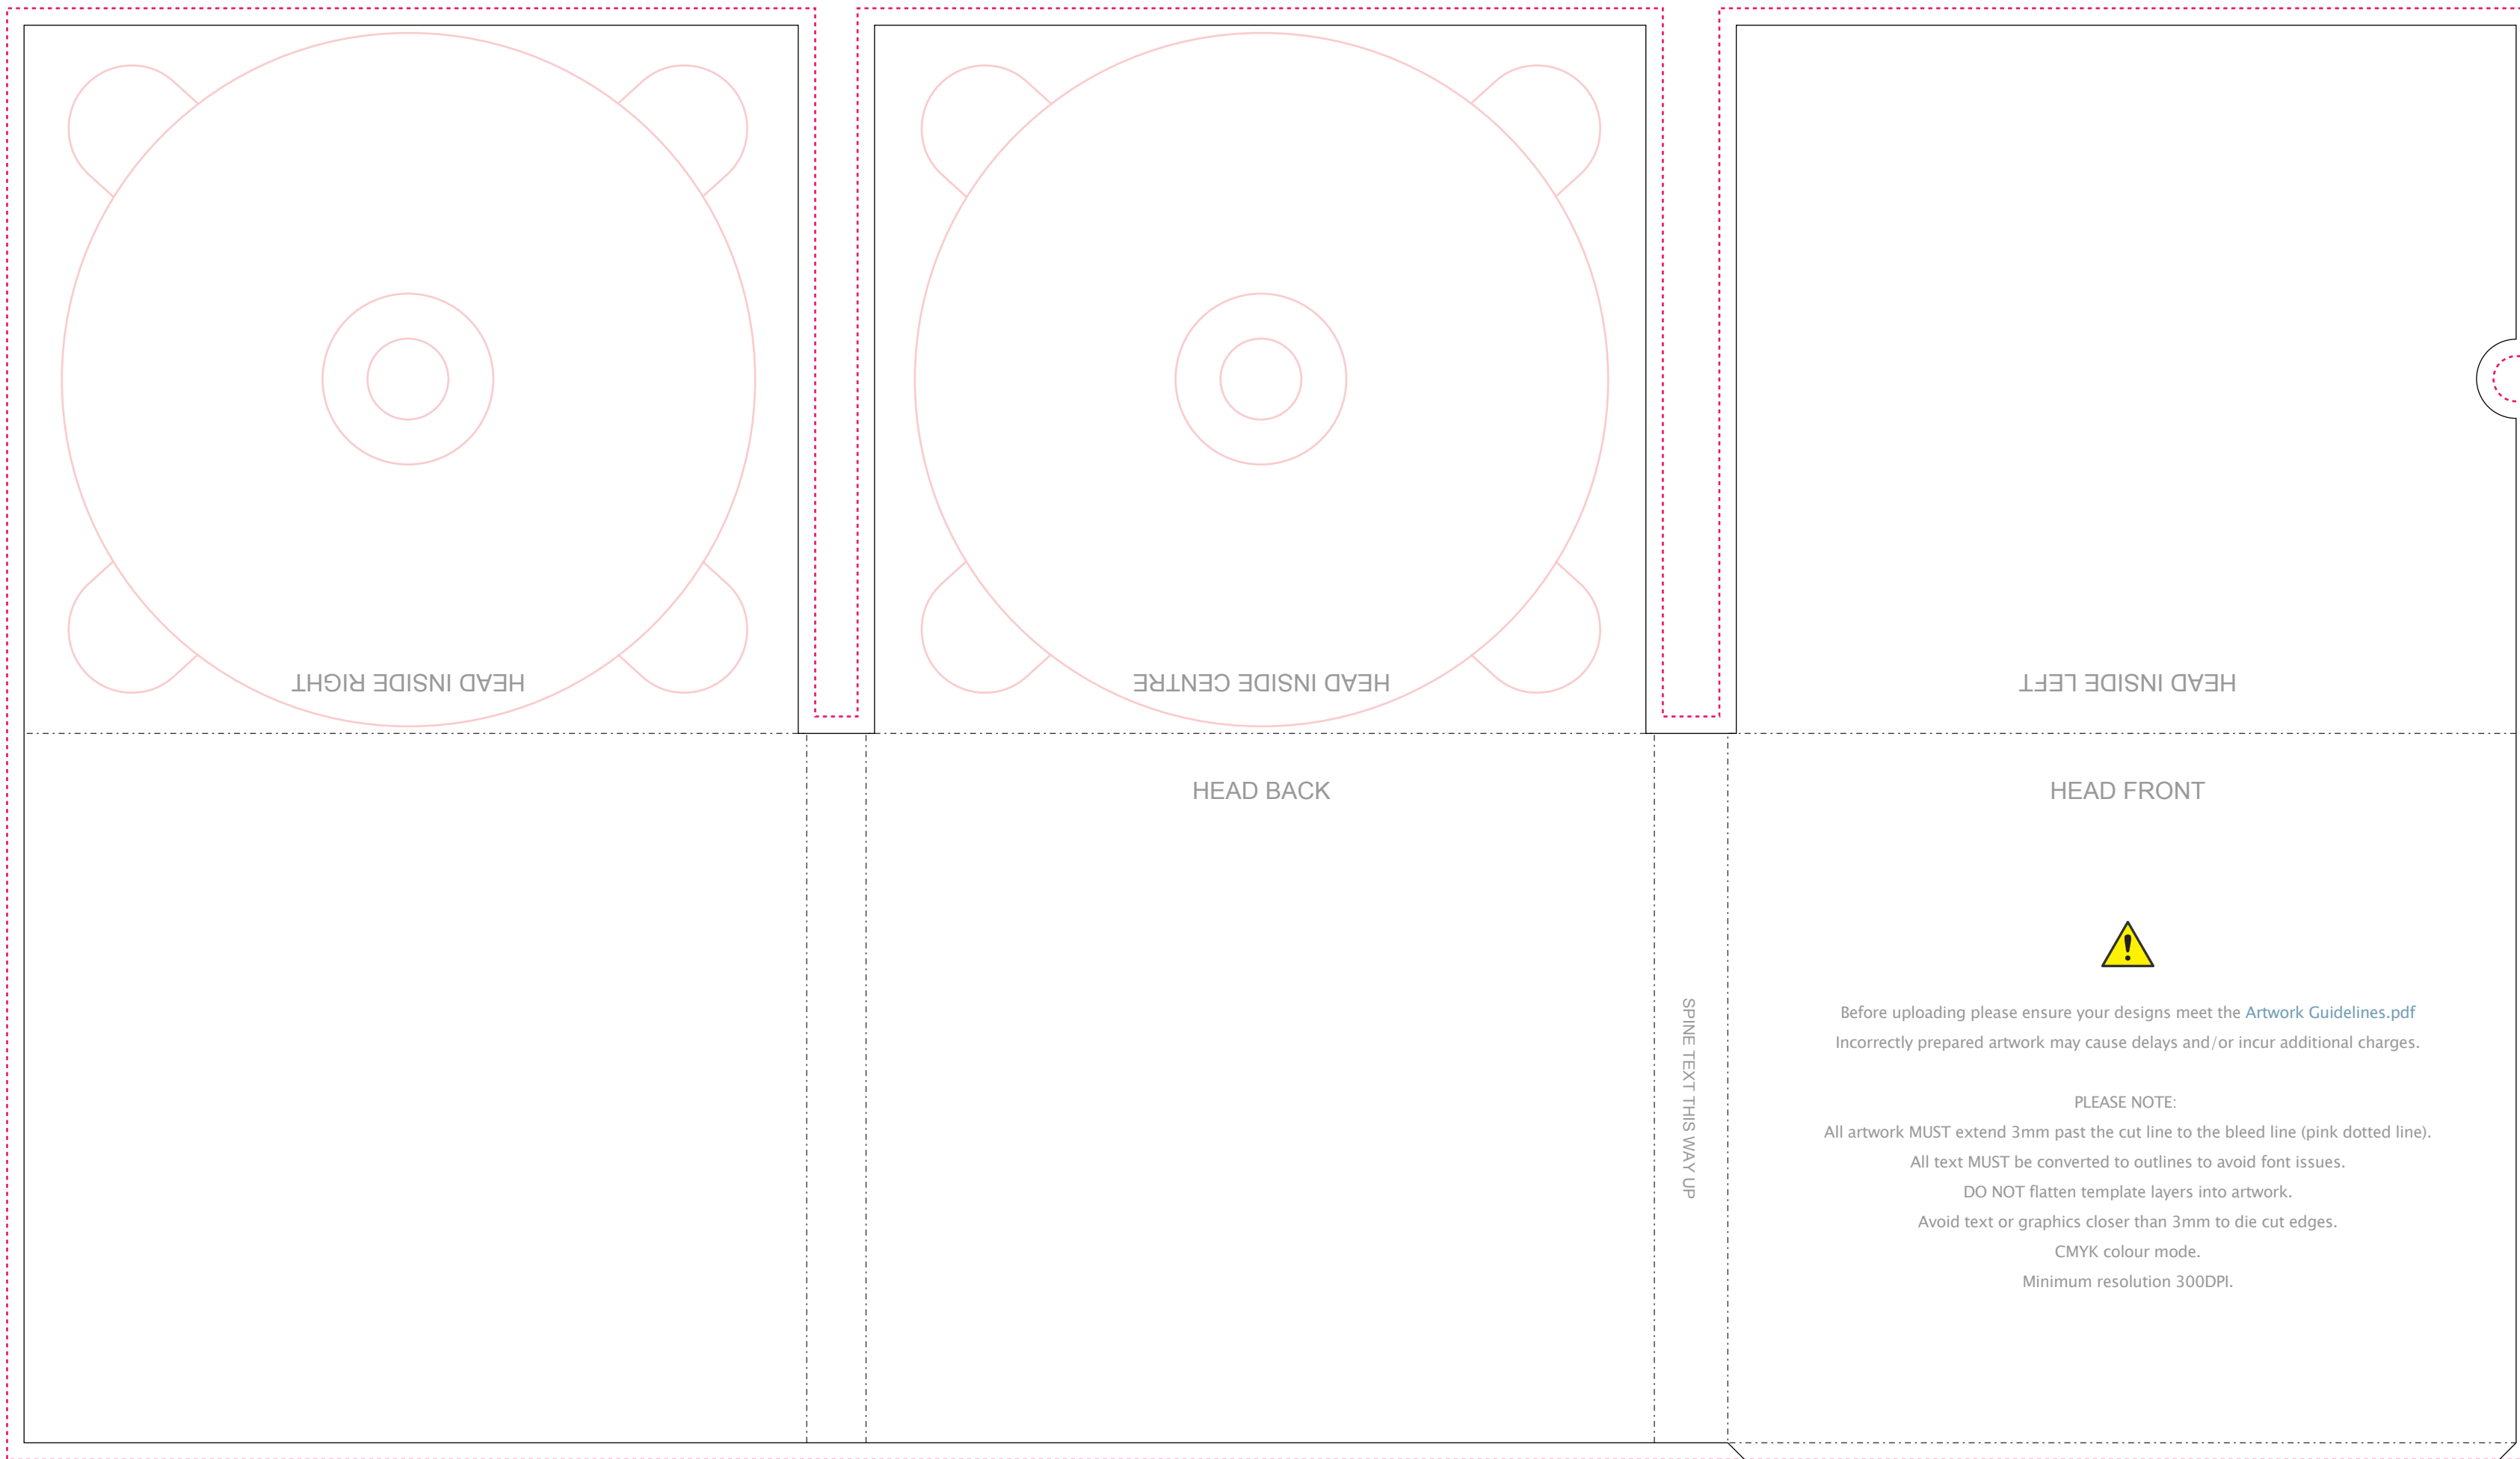 HEAD INSIDE RIGHT
HEAD INSIDE CENTRE
HEAD INSIDE LEFT
HEAD BACK
HEAD FRONT
SPINE TEXT THIS WAY UP
Before uploading please ensure your designs meet the Artwork Guidelines.pdf
Incorrectly prepared artwork may cause delays and/or incur additional charges.
PLEASE NOTE:
All artwork MUST extend 3mm past the cut line to the bleed line (pink dotted line).
All text MUST be converted to outlines to avoid font issues.
DO NOT flatten template layers into artwork.
Avoid text or graphics closer than 3mm to die cut edges.
CMYK colour mode.
Minimum resolution 300DPI.